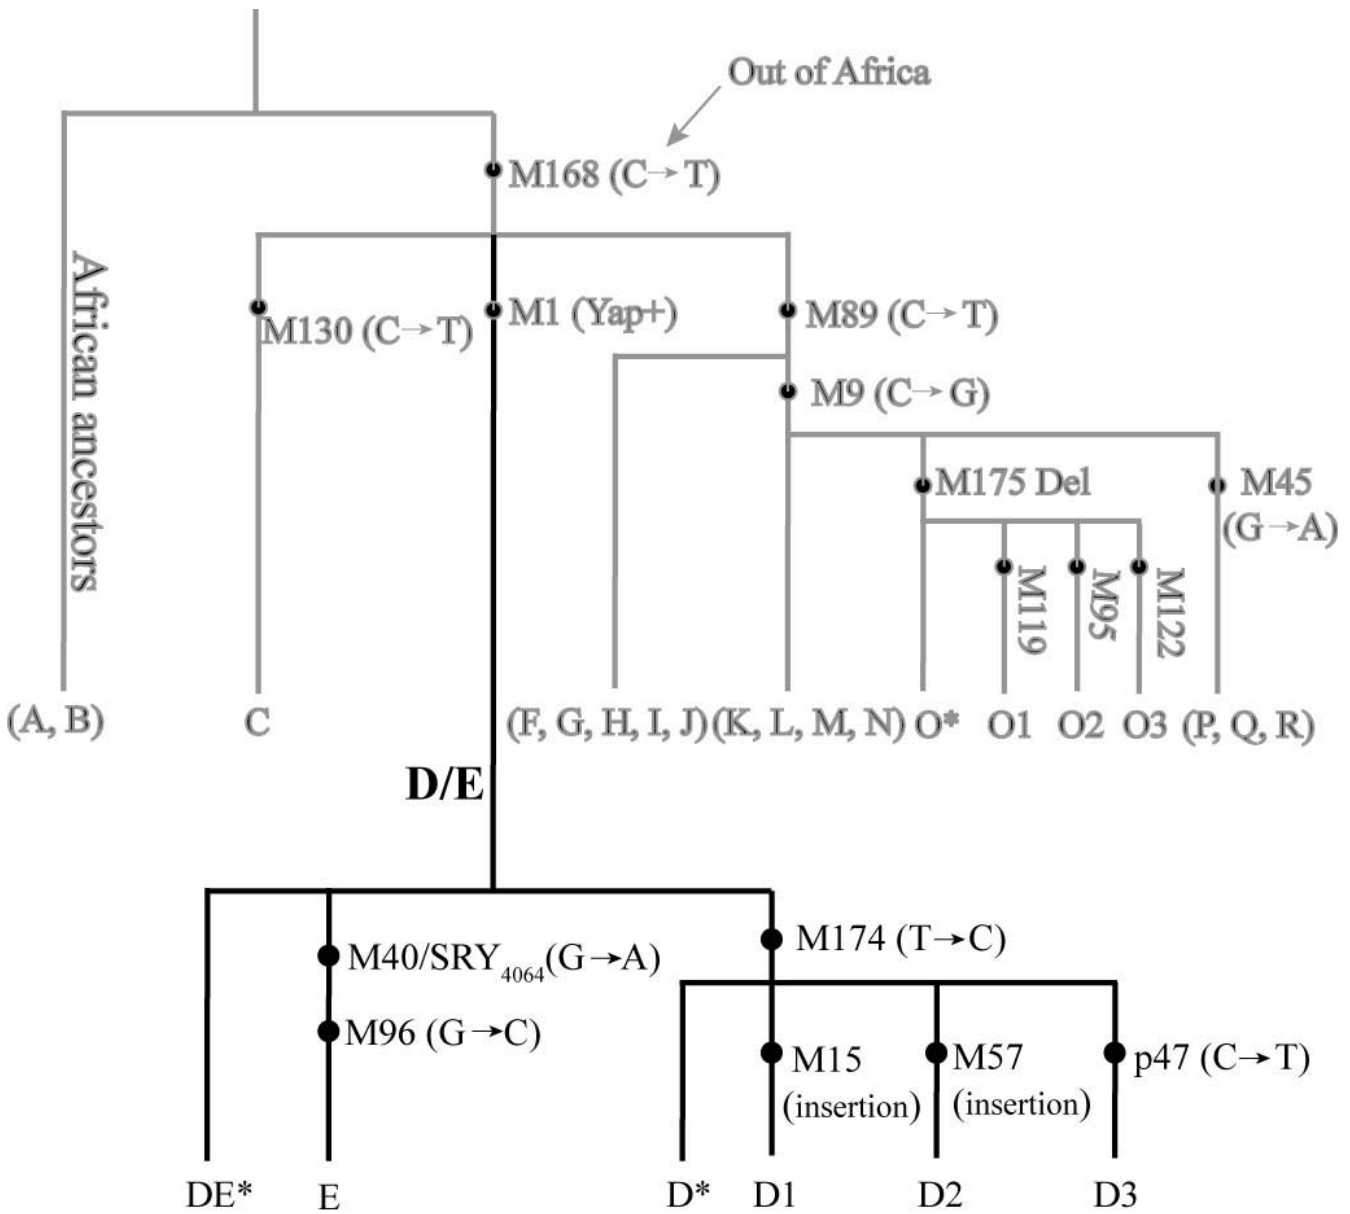 Out of Africa
M168 (C→T)
African ancestors
M130 (C→T)
M1 (Yap+)
M89 (C→T)
M9 (C→G)
M175 Del
M45
(G→A)
M119
M95
M122
(A, B)
C
(F, G, H, I, J)
(K, L, M, N)
O*
O1
O2
O3
(P, Q, R)
D/E
M174 (T→C)
M40/SRY4064(G→A)
M96 (G→C)
M15
(insertion)
M57
(insertion)
p47 (C→T)
DE*
E
D*
D1
D2
D3